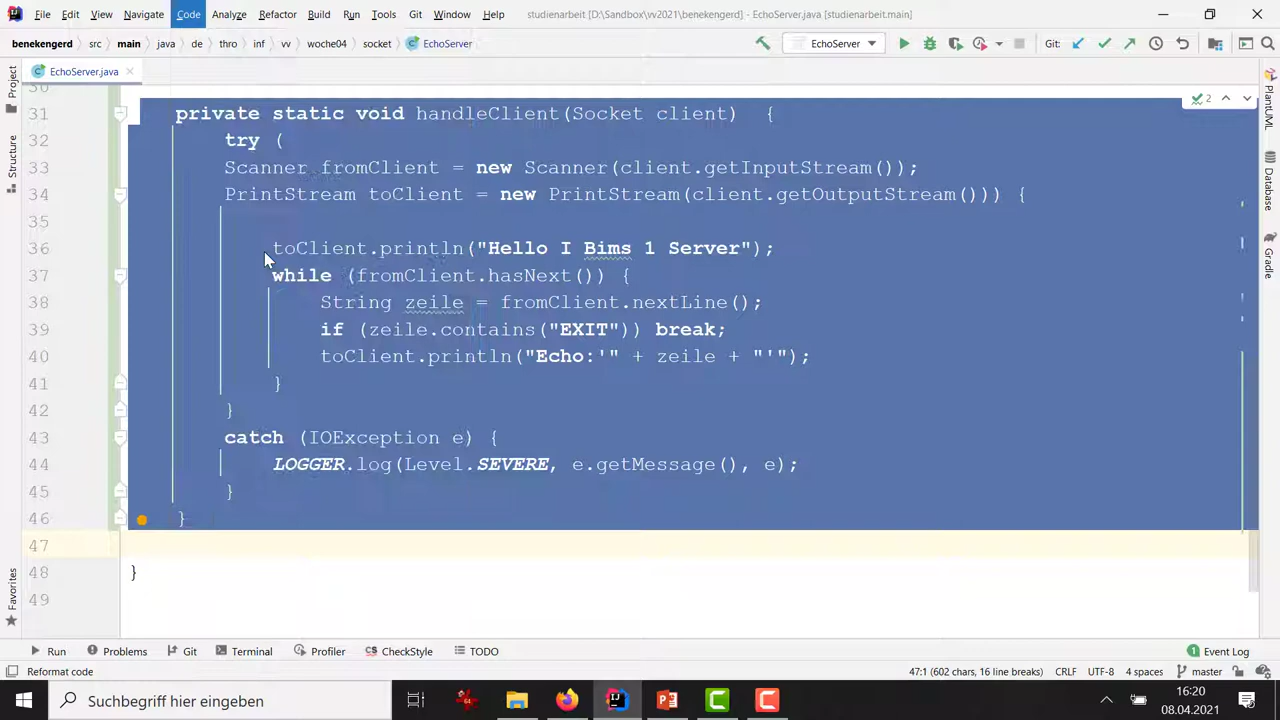 File Edit View Navigate Code Analyze Refactor Build Run Tools Git Window Help studienarbeit [D:\Sandbox\vv2021\benekengerd] - EchoServer.java [studienarbeit.main]
benekengerd src main java de thro inf vv woche04 socket EchoServer EchoServer Git:
EchoServer.java
Project
Structure
Favorites
PlantUML
Database
Gradle
2
30
31 private static void handleClient(Socket client) {
32 try (
33 Scanner fromClient = new Scanner(client.getInputStream());
34 PrintStream toClient = new PrintStream(client.getOutputStream())) {
35
36 toClient.println("Hello I Bims 1 Server");
37 while (fromClient.hasNext()) {
38 String zeile = fromClient.nextLine();
39 if (zeile.contains("EXIT")) break;
40 toClient.println("Echo:'" + zeile + "'");
41 }
42 }
43 catch (IOException e) {
44 LOGGER.log(Level.SEVERE, e.getMessage(), e);
45 }
46 }
47
48 }
49
Run Problems Git Terminal Profiler CheckStyle TODO 1 Event Log
Reformat code 47:1 (602 chars, 16 line breaks) CRLF UTF-8 4 spaces master
Suchbegriff hier eingeben
16:20
08.04.2021